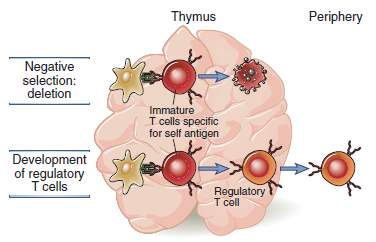 Thymus
Periphery
Negative
selection:
deletion
Immature
T cells specific
for self antigen
Development
of regulatory
T cells
Regulatory
T cell